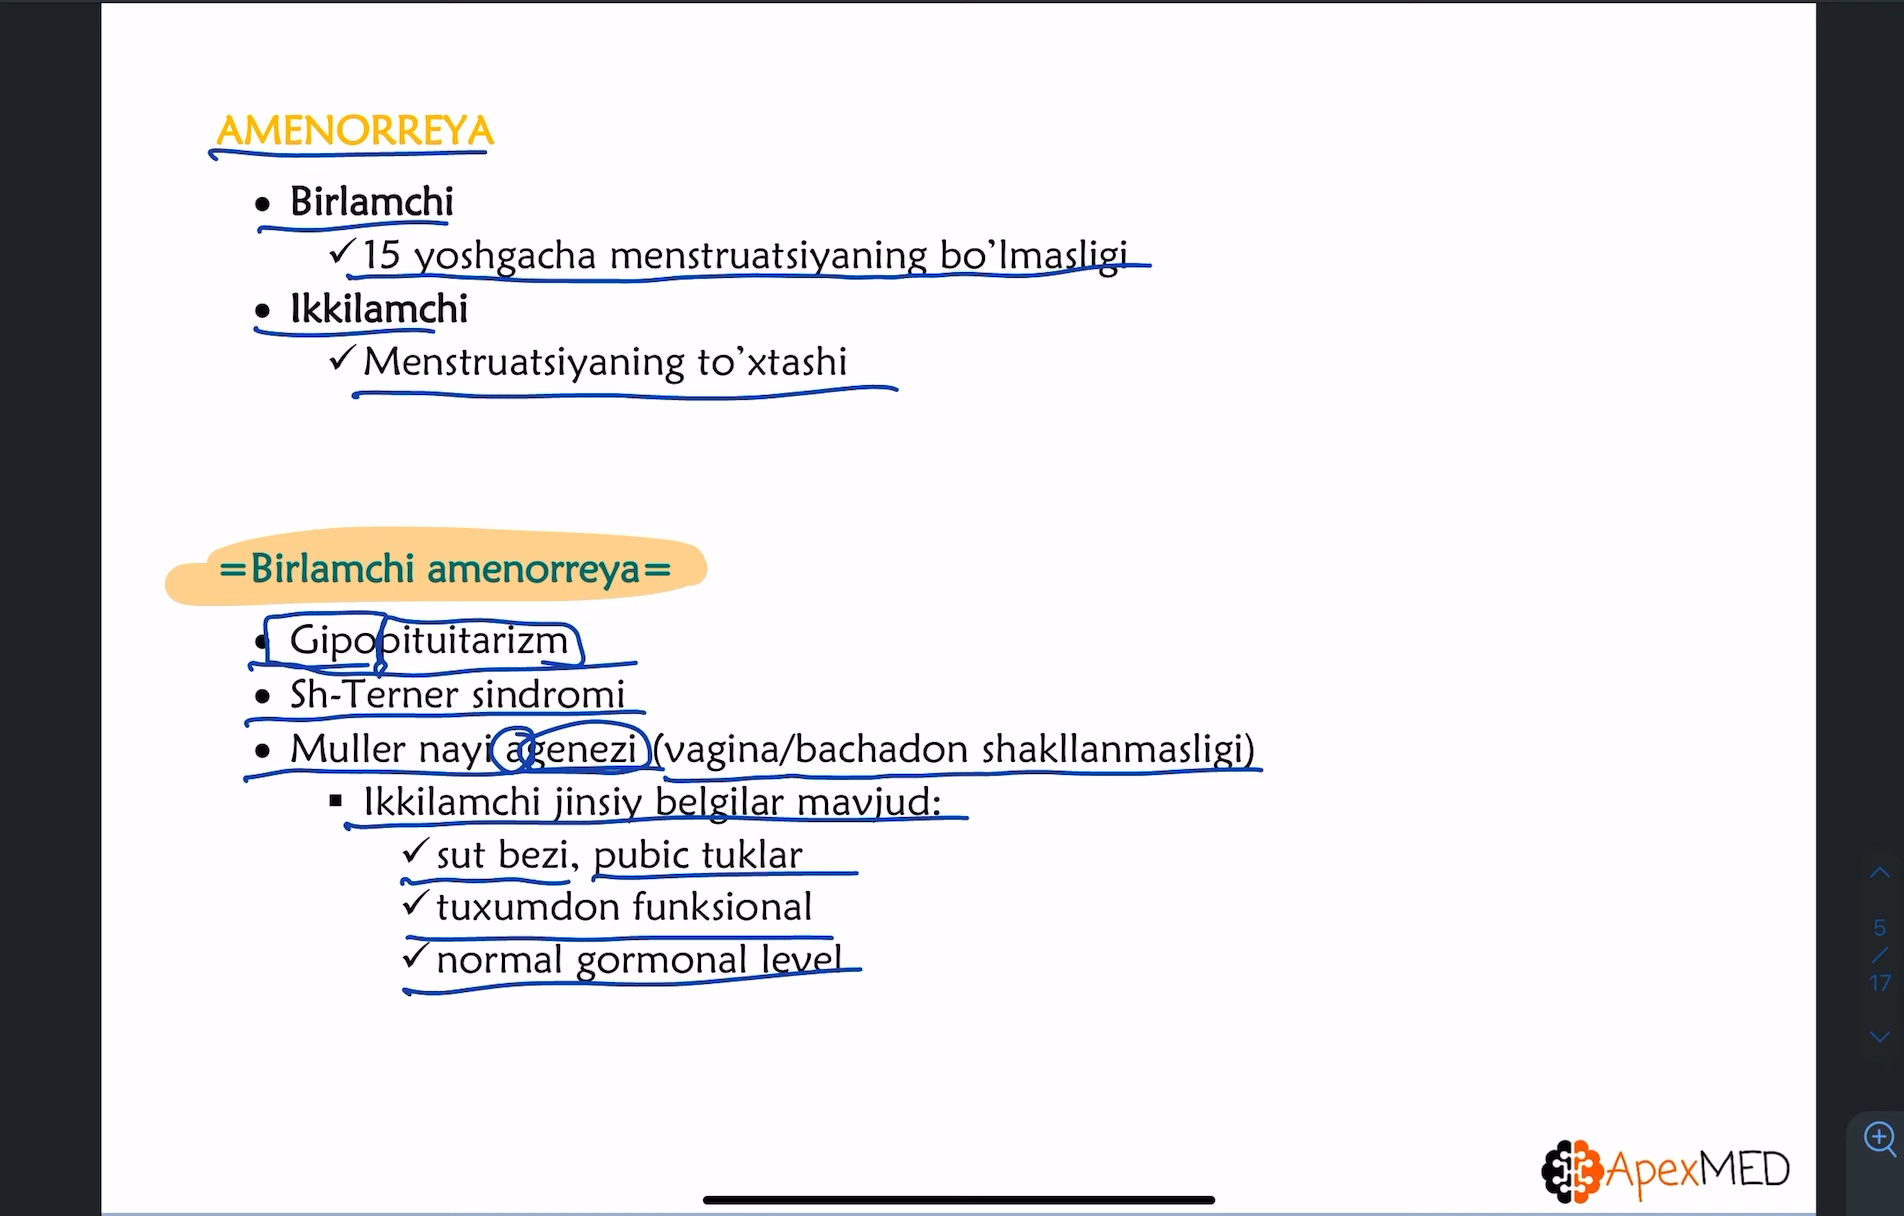 AMENORREYA
• Birlamchi
✓ 15 yoshgacha menstruatsiyaning bo’lmasligi
• Ikkilamchi
✓ Menstruatsiyaning to’xtashi
=Birlamchi amenorreya=
• Gipopituitarizm
• Sh-Terner sindromi
• Muller nayi agenezi (vagina/bachadon shakllanmasligi)
▪ Ikkilamchi jinsiy belgilar mavjud:
✓ sut bezi, pubic tuklar
✓ tuxumdon funksional
✓ normal gormonal level
5
/
17
ApexMED